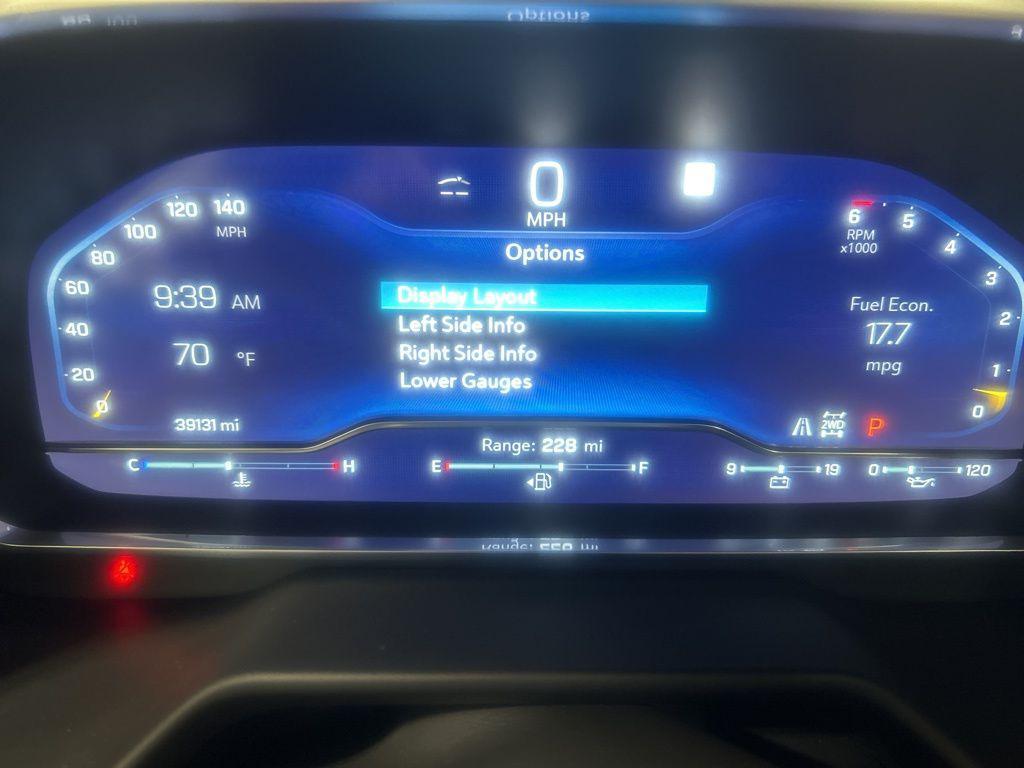 Options
0
MPH
Options
Display Layout
Left Side Info
Right Side Info
Lower Gauges
140
120
100
80
60
40
20
0
MPH
9:39 AM
70 °F
39131 mi
6
5
4
3
2
1
0
RPM
x1000
Fuel Econ.
17.7
mpg
2WD
P
Range: 228 mi
C H
E F
9 19
0 120